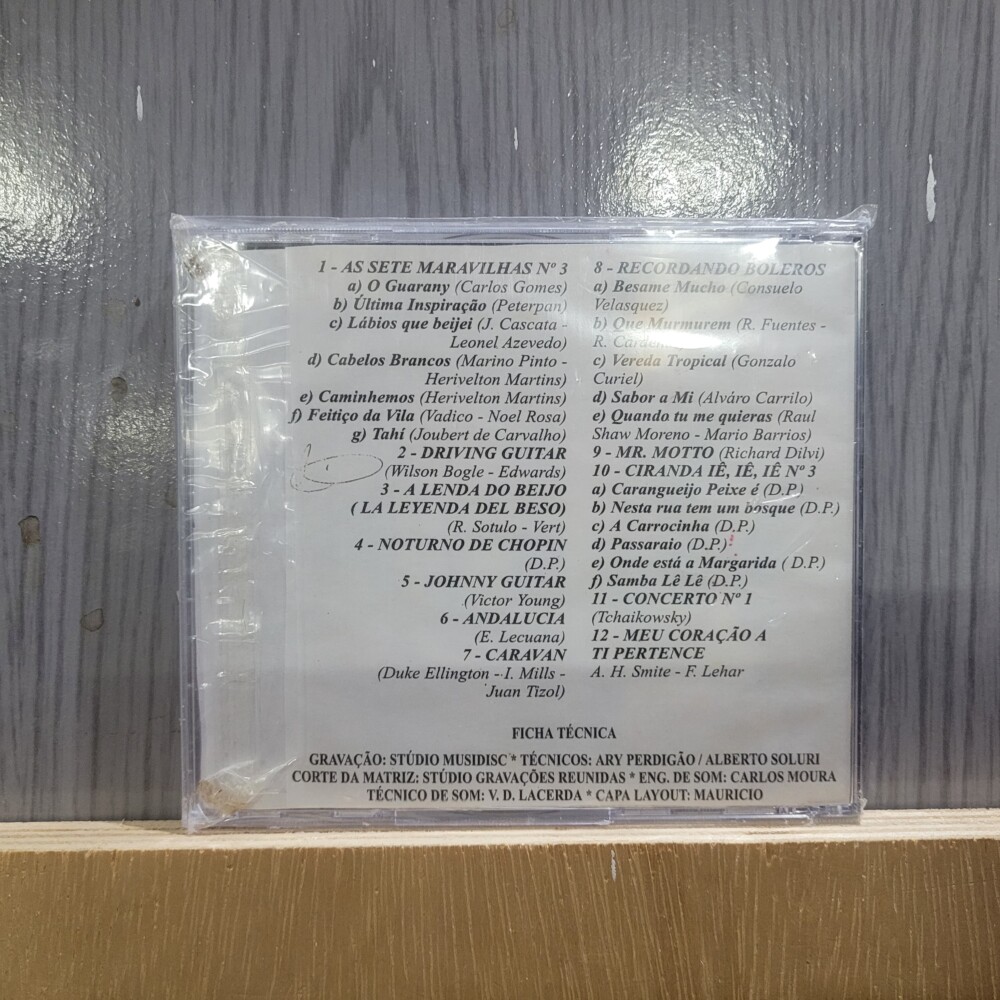 1 - AS SETE MARAVILHAS Nº 3
a) O Guarany (Carlos Gomes)
b) Última Inspiração (Peterpan)
c) Lábios que beijei (J. Cascata -
Leonel Azevedo)
d) Cabelos Brancos (Marino Pinto -
Herivelton Martins)
e) Caminhemos (Herivelton Martins)
f) Feitiço da Vila (Vadico - Noel Rosa)
g) Tahí (Joubert de Carvalho)
2 - DRIVING GUITAR
(Wilson Bogle - Edwards)
3 - A LENDA DO BEIJO
( LA LEYENDA DEL BESO)
(R. Sotulo - Vert)
4 - NOTURNO DE CHOPIN
(D.P.)
5 - JOHNNY GUITAR
(Victor Young)
6 - ANDALUCIA
(E. Lecuana)
7 - CARAVAN
(Duke Ellington - I. Mills -
Juan Tizol)
8 - RECORDANDO BOLEROS
a) Besame Mucho (Consuelo
Velasquez)
b) Que Murmurem (R. Fuentes -
R.
c) Vereda Tropical (Gonzalo
Curiel)
d) Sabor a Mi (Alváro Carrilo)
e) Quando tu me quieras (Raul
Shaw Moreno - Mario Barrios)
9 - MR. MOTTO (Richard Dilvi)
10 - CIRANDA IÊ, IÊ, IÊ Nº 3
a) Carangueijo Peixe é (D.P.)
b) Nesta rua tem um bosque (D.P.)
c) A Carrocinha (D.P.)
d) Passaraio (D.P.)
e) Onde está a Margarida ( D.P.)
f) Samba Lê Lê (D.P.)
11 - CONCERTO Nº 1
(Tchaikowsky)
12 - MEU CORAÇÃO A
TI PERTENCE
A. H. Smite - F. Lehar
FICHA TÉCNICA
GRAVAÇÃO: STÚDIO MUSIDISC * TÉCNICOS: ARY PERDIGÃO / ALBERTO SOLURI
CORTE DA MATRIZ: STÚDIO GRAVAÇÕES REUNIDAS * ENG. DE SOM: CARLOS MOURA
TÉCNICO DE SOM: V. D. LACERDA * CAPA LAYOUT: MAURICIO